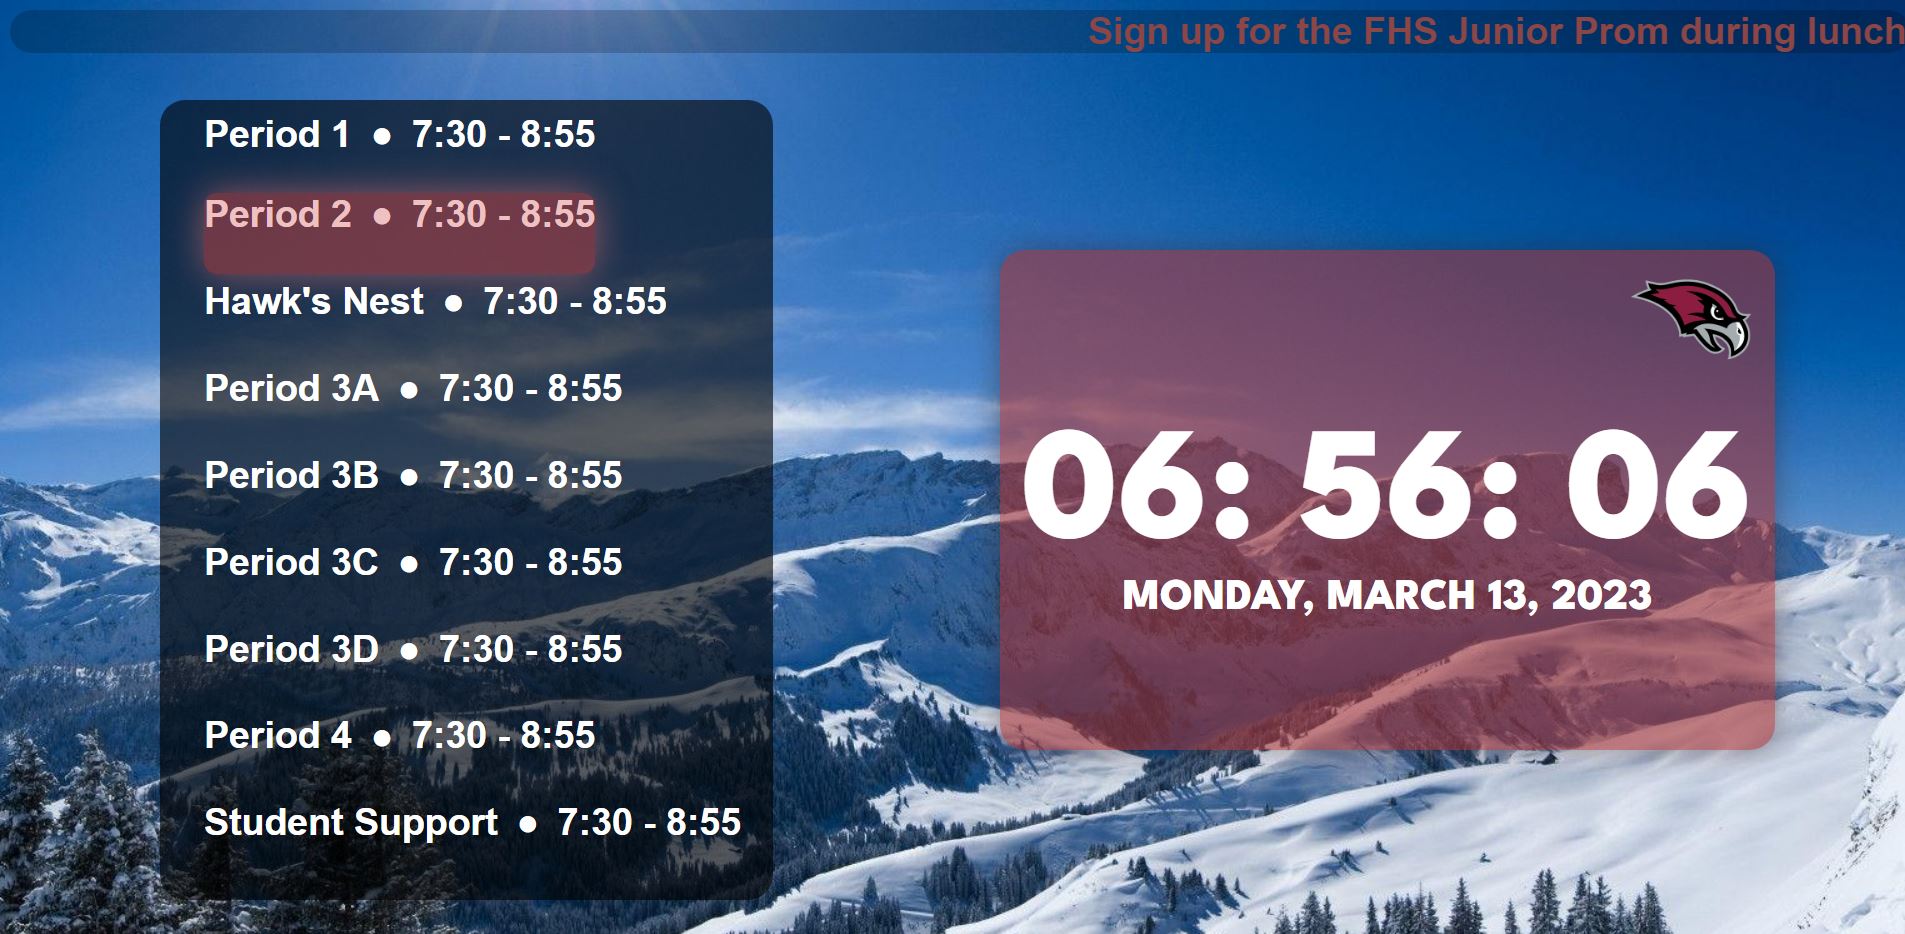 Sign up for the FHS Junior Prom during lunch
Period 1 ● 7:30 - 8:55
Period 2 ● 7:30 - 8:55
Hawk's Nest ● 7:30 - 8:55
Period 3A ● 7:30 - 8:55
Period 3B ● 7:30 - 8:55
Period 3C ● 7:30 - 8:55
Period 3D ● 7:30 - 8:55
Period 4 ● 7:30 - 8:55
Student Support ● 7:30 - 8:55
06: 56: 06
MONDAY, MARCH 13, 2023